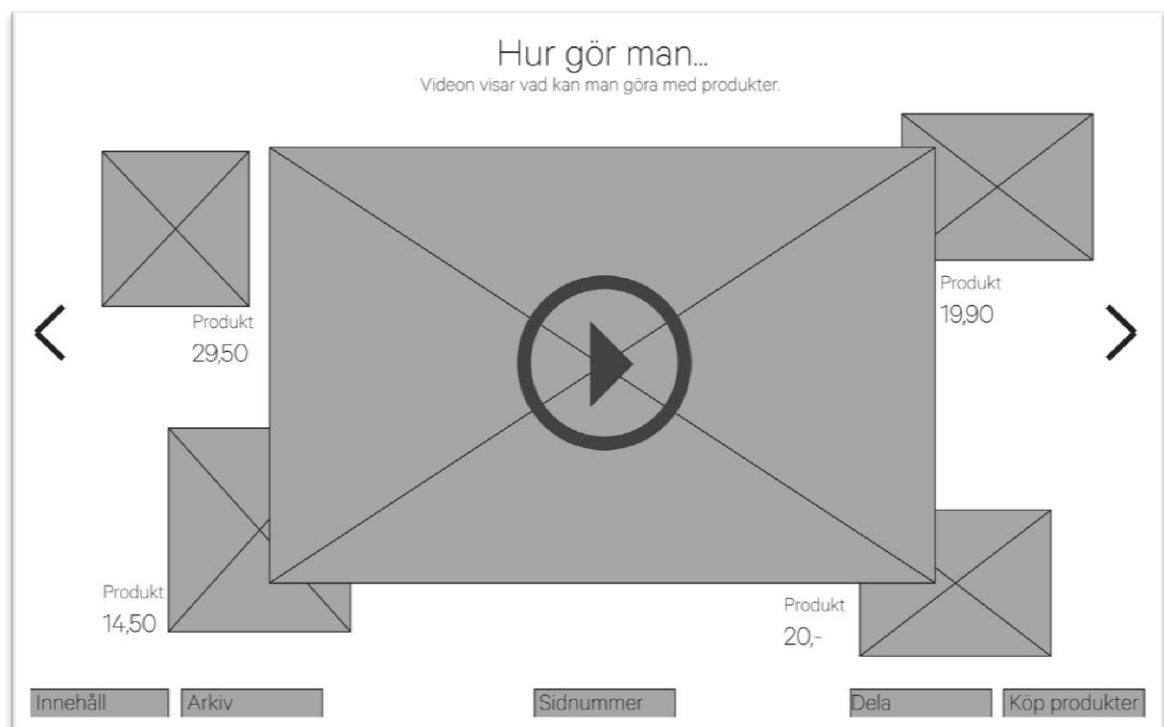 Hur gör man...
Videon visar vad kan man göra med produkter.
Produkt
29,50
Produkt
19,90
Produkt
14,50
Produkt
20,-
Innehåll
Arkiv
Sidnummer
Dela
Köp produkter